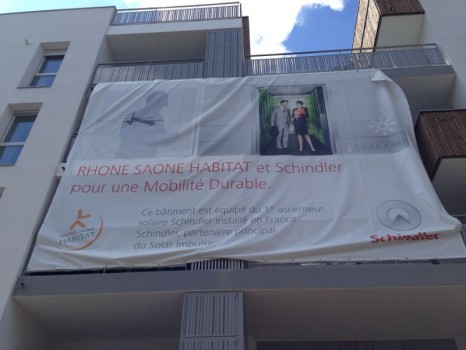 RHONE SAONE HABITAT et Schindler
pour une Mobilité Durable.
Ce bâtiment est équipé du 1er ascenseur
solaire Schindler installé en France.
Schindler, partenaire principal
du Solar Impulse.
HABITAT
Schindler